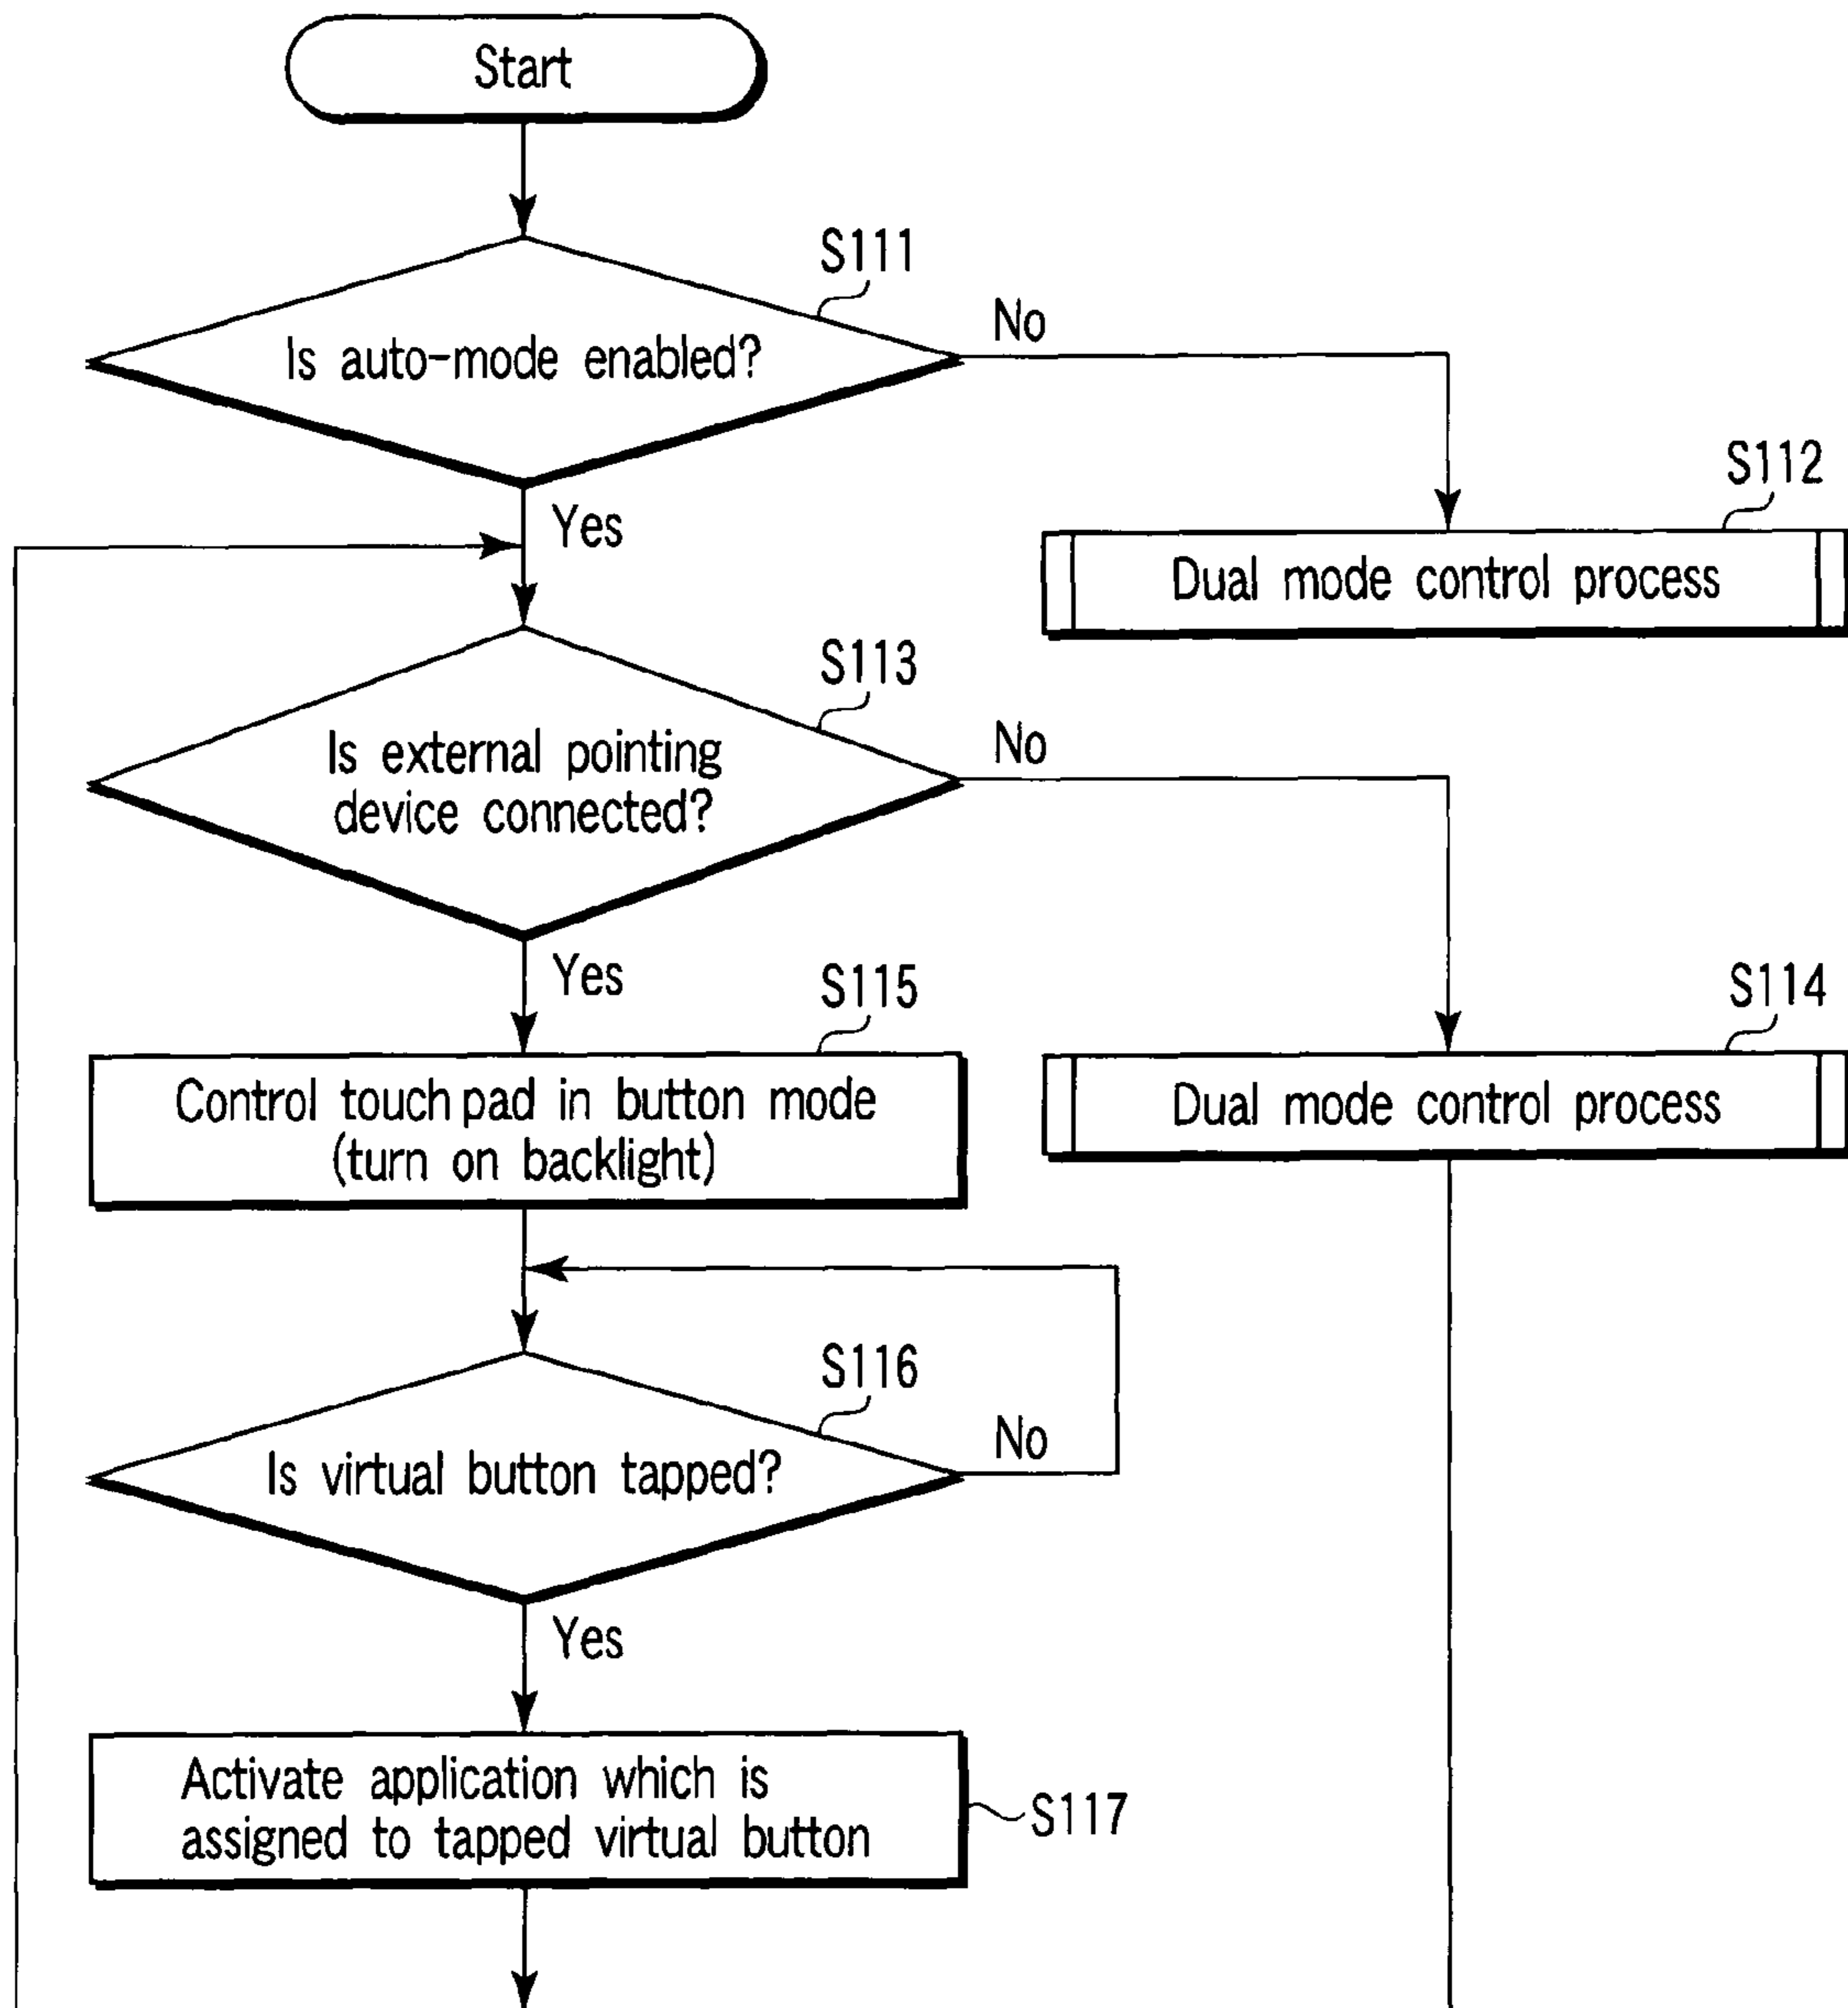 Start
S111
Is auto-mode enabled?
No
Yes
S112
Dual mode control process
S113
Is external pointing
device connected?
No
Yes
S115
Control touch pad in button mode
(turn on backlight)
S114
Dual mode control process
S116
Is virtual button tapped?
No
Yes
Activate application which is
assigned to tapped virtual button
S117